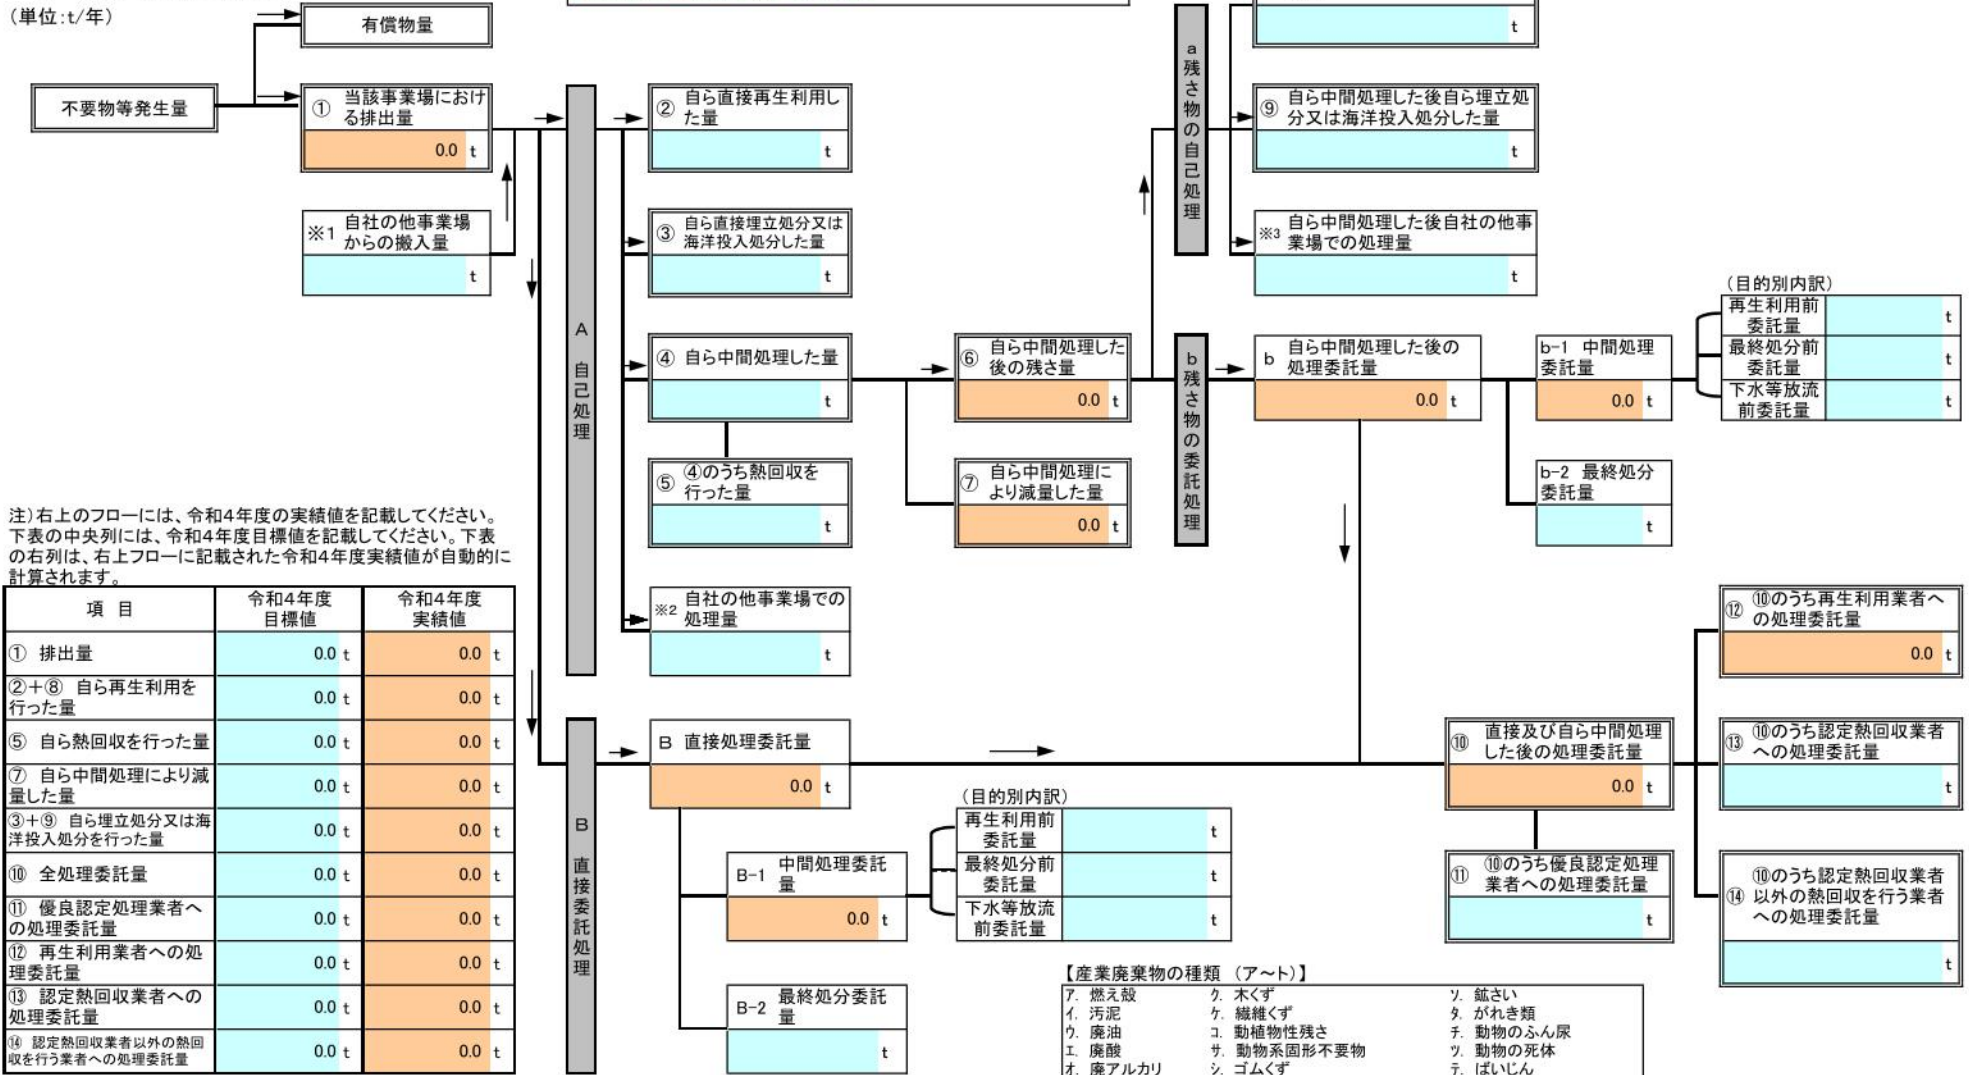 (単位:t/年)
有償物量
不要物等発生量
① 当該事業場におけ
る排出量
0.0 t
※1 自社の他事業場
からの搬入量
t
A 自己処理
② 自ら直接再生利用し
た量
t
③ 自ら直接埋立処分又は
海洋投入処分した量
t
④ 自ら中間処理した量
t
⑤ ④のうち熱回収を
行った量
t
※2 自社の他事業場での
処理量
t
⑥ 自ら中間処理した
後の残さ量
0.0 t
⑦ 自ら中間処理に
より減量した量
0.0 t
a残さ物の自己処理
t
⑨ 自ら中間処理した後自ら埋立処
分又は海洋投入処分した量
t
※3 自ら中間処理した後自社の他事
業場での処理量
t
b残さ物の委託処理
b 自ら中間処理した後の
処理委託量
0.0 t
b-1 中間処理
委託量
0.0 t
b-2 最終処分
委託量
t
(目的別内訳)
再生利用前
委託量
t
最終処分前
委託量
t
下水等放流
前委託量
t
注)右上のフローには、令和4年度の実績値を記載してください。
下表の中央列には、令和4年度目標値を記載してください。下表
の右列は、右上フローに記載された令和4年度実績値が自動的に
計算されます。
項 目
令和4年度
目標値
令和4年度
実績値
① 排出量
0.0 t 0.0 t
②+⑧ 自ら再生利用を
行った量
0.0 t 0.0 t
⑤ 自ら熱回収を行った量
0.0 t 0.0 t
⑦ 自ら中間処理により減
量した量
0.0 t 0.0 t
③+⑨ 自ら埋立処分又は海
洋投入処分を行った量
0.0 t 0.0 t
⑩ 全処理委託量
0.0 t 0.0 t
⑪ 優良認定処理業者へ
の処理委託量
0.0 t 0.0 t
⑫ 再生利用業者への処
理委託量
0.0 t 0.0 t
⑬ 認定熱回収業者への
処理委託量
0.0 t 0.0 t
⑭ 認定熱回収業者以外の熱回
収を行う業者への処理委託量
0.0 t 0.0 t
B 直接委託処理
B 直接処理委託量
0.0 t
B-1 中間処理委託
量
0.0 t
B-2 最終処分委託
量
t
(目的別内訳)
再生利用前
委託量
t
最終処分前
委託量
t
下水等放流
前委託量
t
⑩ 直接及び自ら中間処理
した後の処理委託量
0.0 t
⑪ ⑩のうち優良認定処理
業者への処理委託量
t
⑫ ⑩のうち再生利用業者へ
の処理委託量
0.0 t
⑬ ⑩のうち認定熱回収業者
への処理委託量
t
⑭ ⑩のうち認定熱回収業者
以外の熱回収を行う業者
への処理委託量
t
【産業廃棄物の種類 (ア~ト)】
ア. 燃え殻 ク. 木くず ソ. 鉱さい
イ. 汚泥 ケ. 繊維くず タ. がれき類
ウ. 廃油 コ. 動植物性残さ チ. 動物のふん尿
エ. 廃酸 サ. 動物系固形不要物 ツ. 動物の死体
オ. 廃アルカリ シ. ゴムくず テ. ばいじん